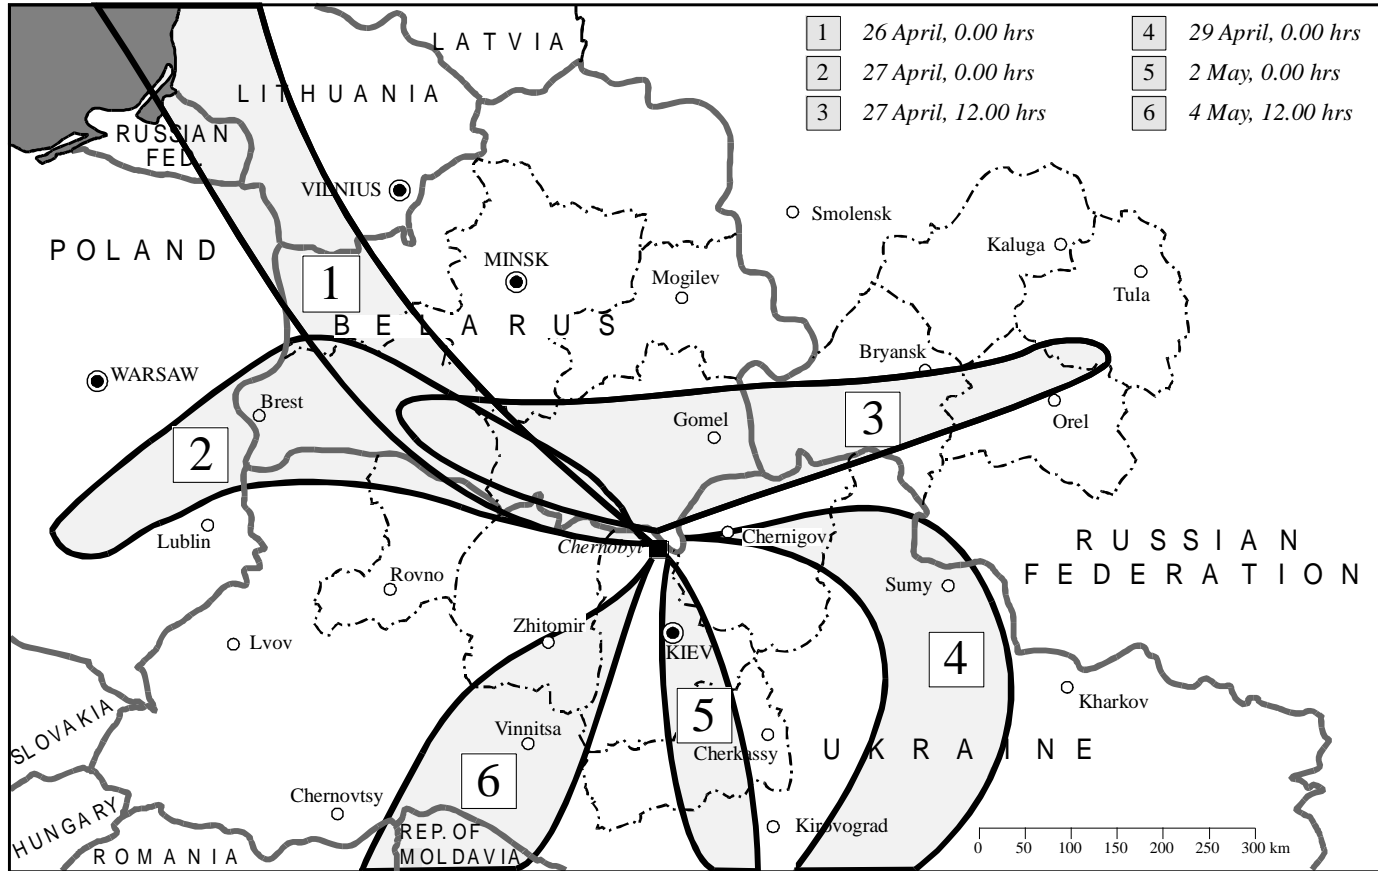 1 26 April, 0.00 hrs
2 27 April, 0.00 hrs
3 27 April, 12.00 hrs
4 29 April, 0.00 hrs
5 2 May, 0.00 hrs
6 4 May, 12.00 hrs
LATVIA
LITHUANIA
RUSSIAN
FED.
VILNIUS
POLAND
MINSK
Mogilev
Smolensk
Kaluga
Tula
1
BELARUS
WARSAW
Bryansk
Brest
2
Gomel
3
Orel
Lublin
Chernobyl
Chernigov
RUSSIAN
FEDERATION
Rovno
Sumy
Zhitomir
KIEV
Lvov
4
Kharkov
SLOVAKIA
Vinnitsa
5
Cherkassy
UKRAINE
6
Chernovtsy
HUNGARY
REP. OF
MOLDAVIA
Kirovograd
ROMANIA
0 50 100 150 200 250 300 km